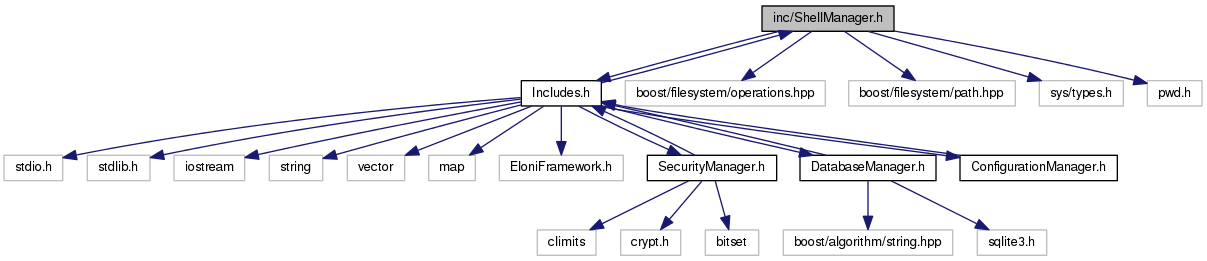 inc/ShellManager.h
Includes.h
boost/filesystem/operations.hpp
boost/filesystem/path.hpp
sys/types.h
pwd.h
stdio.h
stdlib.h
iostream
string
vector
map
EloniFramework.h
SecurityManager.h
DatabaseManager.h
ConfigurationManager.h
climits
crypt.h
bitset
boost/algorithm/string.hpp
sqlite3.h